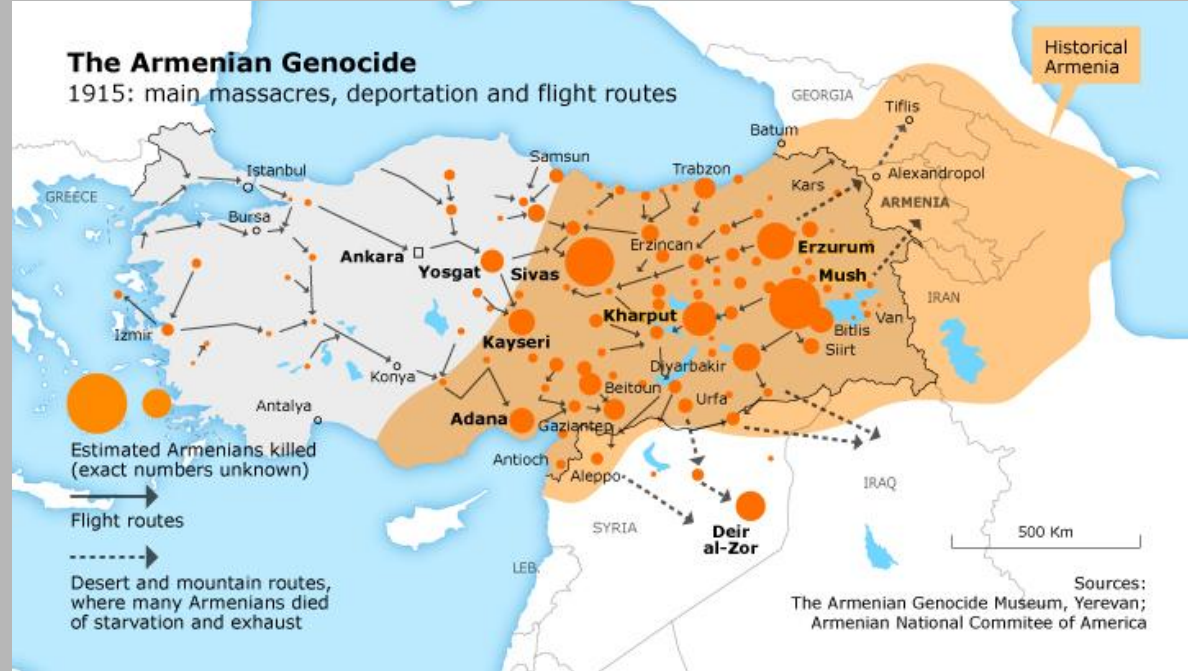 The Armenian Genocide
1915: main massacres, deportation and flight routes
Historical
Armenia
GEORGIA
Tiflis
Batum
Samsun
Trabzon
Istanbul
Kars
Alexandropol
GREECE
ARMENIA
Bursa
Erzincan
Erzurum
Ankara
Yosgat
Sivas
Mush
IRAN
Kharput
Van
Izmir
Bitlis
Kayseri
Siirt
Diyarbakir
Konya
Beitoun
Urfa
Antalya
Adana
Gaziantep
Estimated Armenians killed
(exact numbers unknown)
Antioch
Aleppo
IRAQ
Flight routes
SYRIA
Deir
al-Zor
500 Km
LEB.
Desert and mountain routes,
where many Armenians died
of starvation and exhaust
Sources:
The Armenian Genocide Museum, Yerevan;
Armenian National Commitee of America